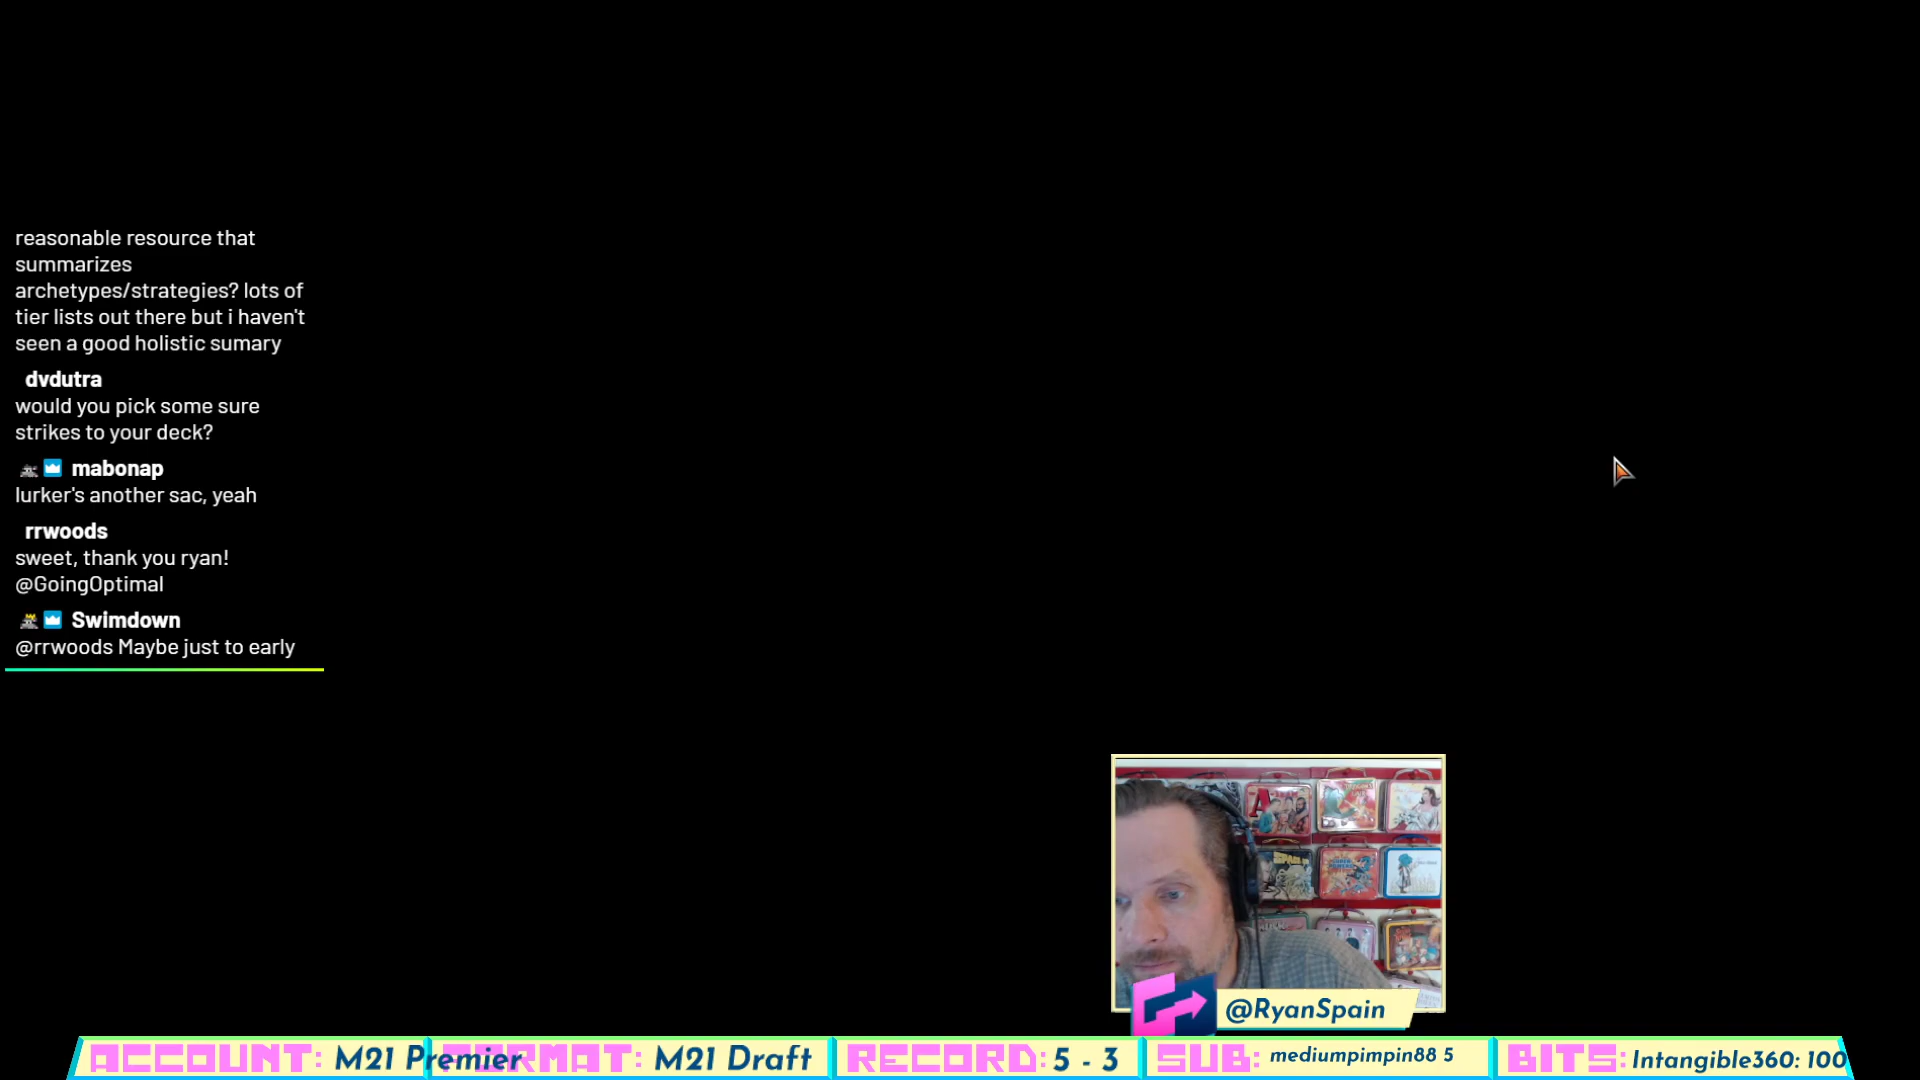 reasonable resource that
summarizes
archetypes/strategies? lots of
tier lists out there but i haven't
seen a good holistic sumary
dvdutra
would you pick some sure
strikes to your deck?
mabonap
lurker's another sac, yeah
rrwoods
sweet, thank you ryan!
@GoingOptimal
Swimdown
@rrwoods Maybe just to early
@RyanSpain
ACCOUNT: M21 Premier
FORMAT: M21 Draft
RECORD: 5 - 3
SUB: mediumpimpin88 5
BITS: Intangible360: 100